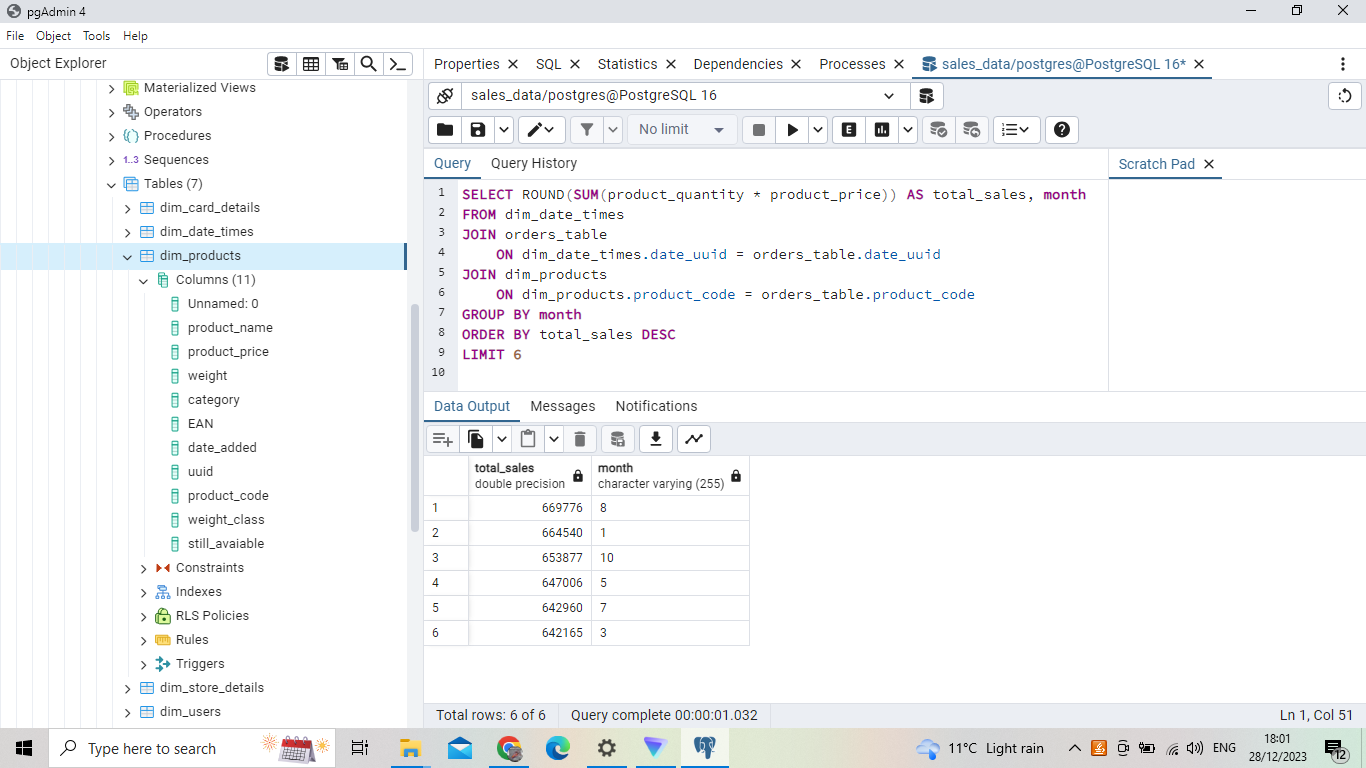 pgAdmin 4
File Object Tools Help
Object Explorer
Materialized Views
Operators
Procedures
1..3 Sequences
Tables (7)
dim_card_details
dim_date_times
dim_products
Columns (11)
Unnamed: 0
product_name
product_price
weight
category
EAN
date_added
uuid
product_code
weight_class
still_avaiable
Constraints
Indexes
RLS Policies
Rules
Triggers
dim_store_details
dim_users
Properties SQL Statistics Dependencies Processes sales_data/postgres@PostgreSQL 16*
sales_data/postgres@PostgreSQL 16
No limit E
Query Query History
Scratch Pad
1 SELECT ROUND(SUM(product_quantity * product_price)) AS total_sales, month
2 FROM dim_date_times
3 JOIN orders_table
4 ON dim_date_times.date_uuid = orders_table.date_uuid
5 JOIN dim_products
6 ON dim_products.product_code = orders_table.product_code
7 GROUP BY month
8 ORDER BY total_sales DESC
9 LIMIT 6
10
Data Output Messages Notifications
total_sales month
double precision character varying (255)
1 669776 8
2 664540 1
3 653877 10
4 647006 5
5 642960 7
6 642165 3
Total rows: 6 of 6 Query complete 00:00:01.032 Ln 1, Col 51
Type here to search
11°C Light rain ENG
18:01
28/12/2023
12